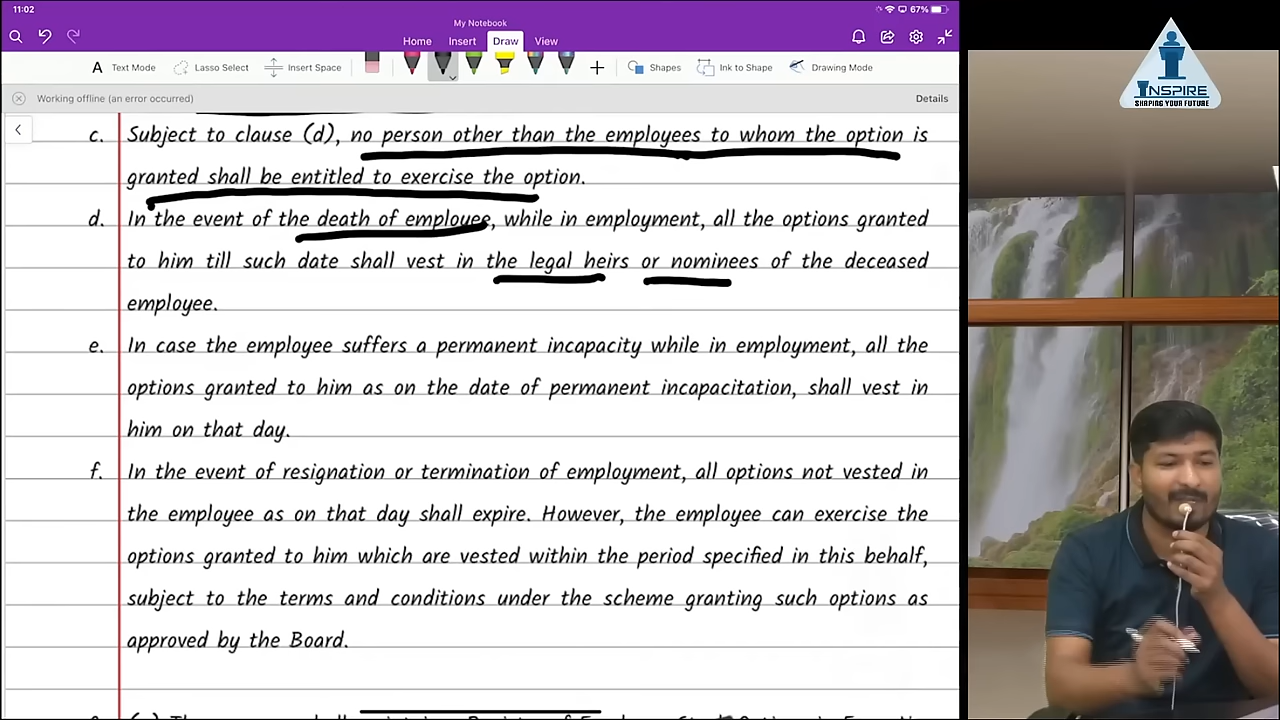 11:02
67%
My Notebook
Home Insert Draw View
Text Mode Lasso Select Insert Space Shapes Ink to Shape Drawing Mode
Working offline (an error occurred) Details
c. Subject to clause (d), no person other than the employees to whom the option is
granted shall be entitled to exercise the option.
d. In the event of the death of employee, while in employment, all the options granted
to him till such date shall vest in the legal heirs or nominees of the deceased
employee.
e. In case the employee suffers a permanent incapacity while in employment, all the
options granted to him as on the date of permanent incapacitation, shall vest in
him on that day.
f. In the event of resignation or termination of employment, all options not vested in
the employee as on that day shall expire. However, the employee can exercise the
options granted to him which are vested within the period specified in this behalf,
subject to the terms and conditions under the scheme granting such options as
approved by the Board.
INSPIRE
SHAPING YOUR FUTURE